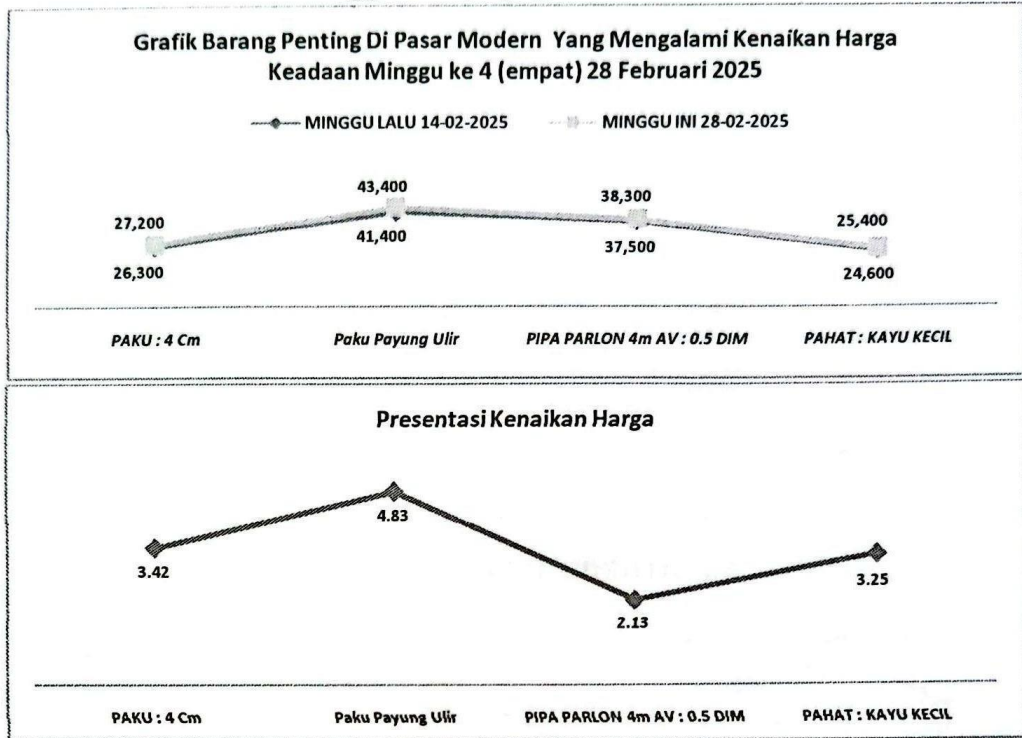 Grafik Barang Penting Di Pasar Modern Yang Mengalami Kenaikan Harga
Keadaan Minggu ke 4 (empat) 28 Februari 2025
MINGGU LALU 14-02-2025 MINGGU INI 28-02-2025
27,200 43,400 38,300 25,400
26,300 41,400 37,500 24,600
PAKU : 4 Cm Paku Payung Ulir PIPA PARLON 4m AV : 0.5 DIM PAHAT : KAYU KECIL
Presentasi Kenaikan Harga
3.42 4.83 2.13 3.25
PAKU : 4 Cm Paku Payung Ulir PIPA PARLON 4m AV : 0.5 DIM PAHAT : KAYU KECIL